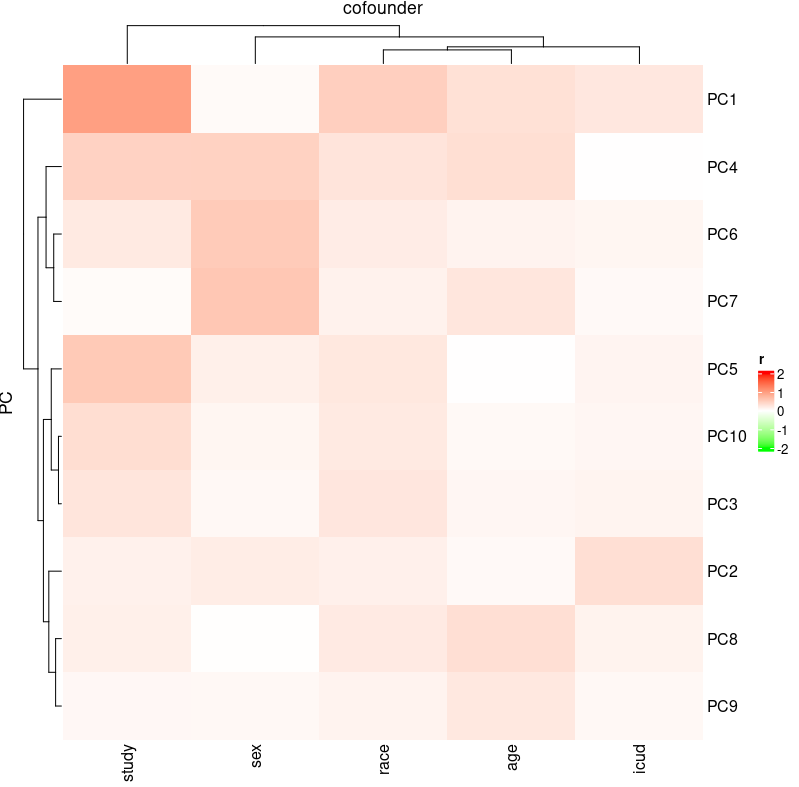 cofounder
PC1
PC4
PC6
PC7
PC5
PC10
PC3
PC2
PC8
PC9
PC
r
2
1
0
-1
-2
study
sex
race
age
icud